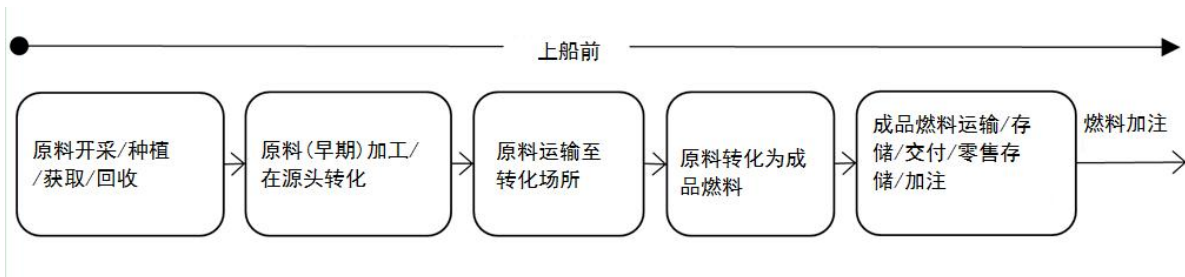 上船前
原料开采/种植
/获取/回收
原料(早期)加工/
在源头转化
原料运输至
转化场所
原料转化为成
品燃料
成品燃料运输/存
储/交付/零售存
储/加注
燃料加注